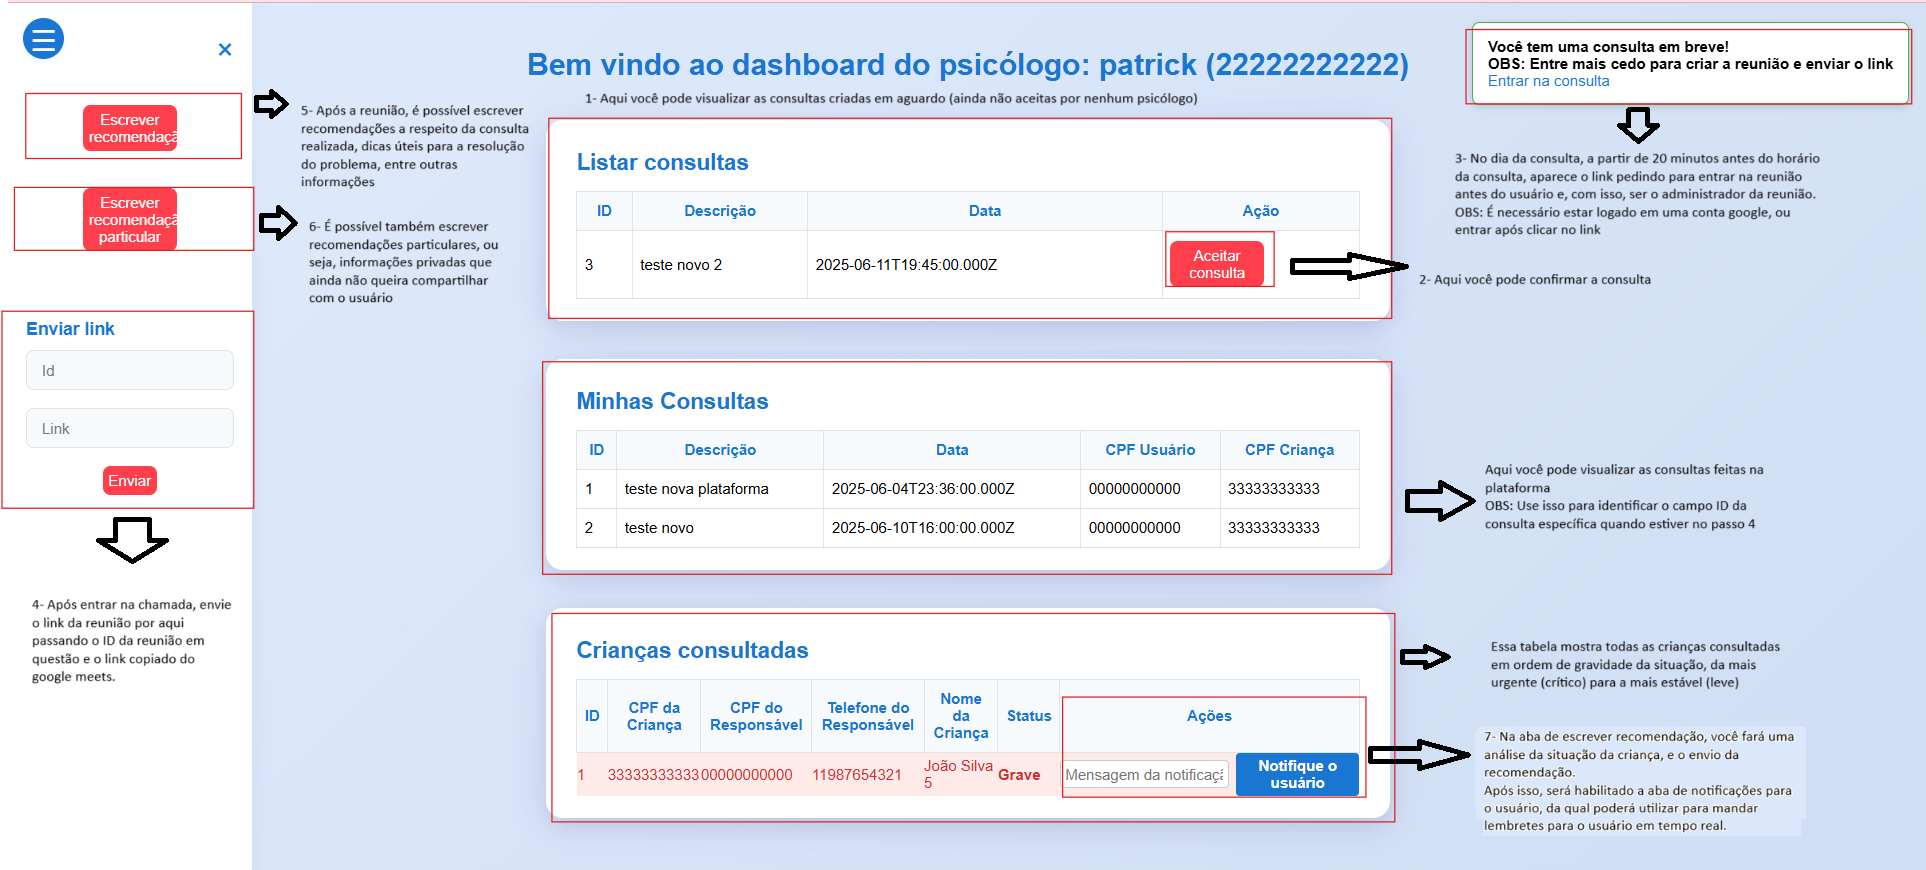 ×
Escrever
recomendaçã
Escrever
recomendaçã
particular
Enviar link
Id
Link
Enviar
4- Após entrar na chamada, envie
o link da reunião por aqui
passando o ID da reunião em
questão e o link copiado do
google meets.
5- Após a reunião, é possível escrever
recomendações a respeito da consulta
realizada, dicas úteis para a resolução
do problema, entre outras
informações
6- É possível também escrever
recomendações particulares, ou
seja, informações privadas que
ainda não queira compartilhar
com o usuário
Bem vindo ao dashboard do psicólogo: patrick (22222222222)
1- Aqui você pode visualizar as consultas criadas em aguardo (ainda não aceitas por nenhum psicólogo)
Listar consultas
ID Descrição Data Ação
3 teste novo 2 2025-06-11T19:45:00.000Z Aceitar
consulta
2- Aqui você pode confirmar a consulta
Você tem uma consulta em breve!
OBS: Entre mais cedo para criar a reunião e enviar o link
Entrar na consulta
3- No dia da consulta, a partir de 20 minutos antes do horário
da consulta, aparece o link pedindo para entrar na reunião
antes do usuário e, com isso, ser o administrador da reunião.
OBS: É necessário estar logado em uma conta google, ou
entrar após clicar no link
Minhas Consultas
ID Descrição Data CPF Usuário CPF Criança
1 teste nova plataforma 2025-06-04T23:36:00.000Z 00000000000 33333333333
2 teste novo 2025-06-10T16:00:00.000Z 00000000000 33333333333
Aqui você pode visualizar as consultas feitas na
plataforma
OBS: Use isso para identificar o campo ID da
consulta específica quando estiver no passo 4
Crianças consultadas
ID CPF da
Criança CPF do
Responsável Telefone do
Responsável Nome
da
Criança Status Ações
1 33333333333 00000000000 11987654321 João Silva
5 Grave Mensagem da notificaçã Notifique o
usuário
Essa tabela mostra todas as crianças consultadas
em ordem de gravidade da situação, da mais
urgente (crítico) para a mais estável (leve)
7- Na aba de escrever recomendação, você fará uma
análise da situação da criança, e o envio da
recomendação.
Após isso, será habilitado a aba de notificações para
o usuário, da qual poderá utilizar para mandar
lembretes para o usuário em tempo real.